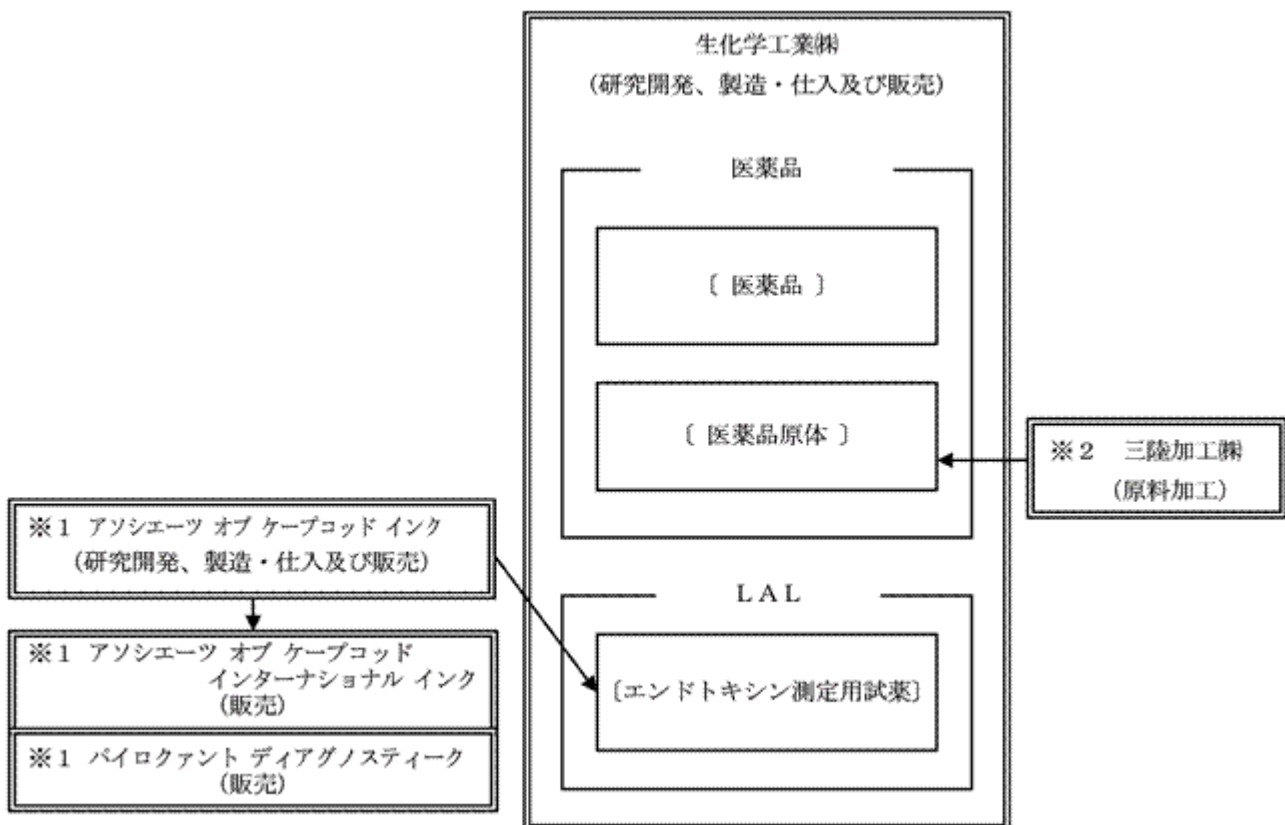 生化学工業㈱
(研究開発、製造・仕入及び販売)
医薬品
〔 医薬品 〕
〔 医薬品原体 〕
※2 三陸加工㈱
(原料加工)
※1 アソシエーツ オブ ケープコッド インク
(研究開発、製造・仕入及び販売)
LAL
〔エンドトキシン測定用試薬〕
※1 アソシエーツ オブ ケープコッド
インターナショナル インク
(販売)
※1 パイロクァント ディアグノスティーク
(販売)